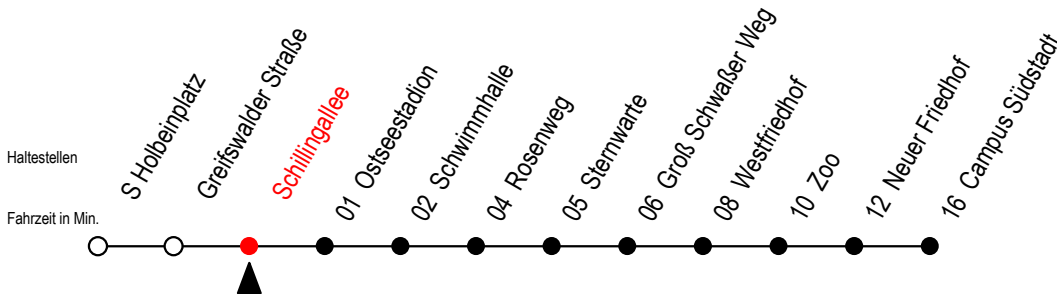 Haltestellen
Fahrzeit in Min.
S Holbeinplatz
Greifswalder Straße
Schillingallee
01 Ostseestadion
02 Schwimmhalle
04 Rosenweg
05 Sternwarte
06 Groß Schwaßer Weg
08 Westfriedhof
10 Zoo
12 Neuer Friedhof
16 Campus Südstadt